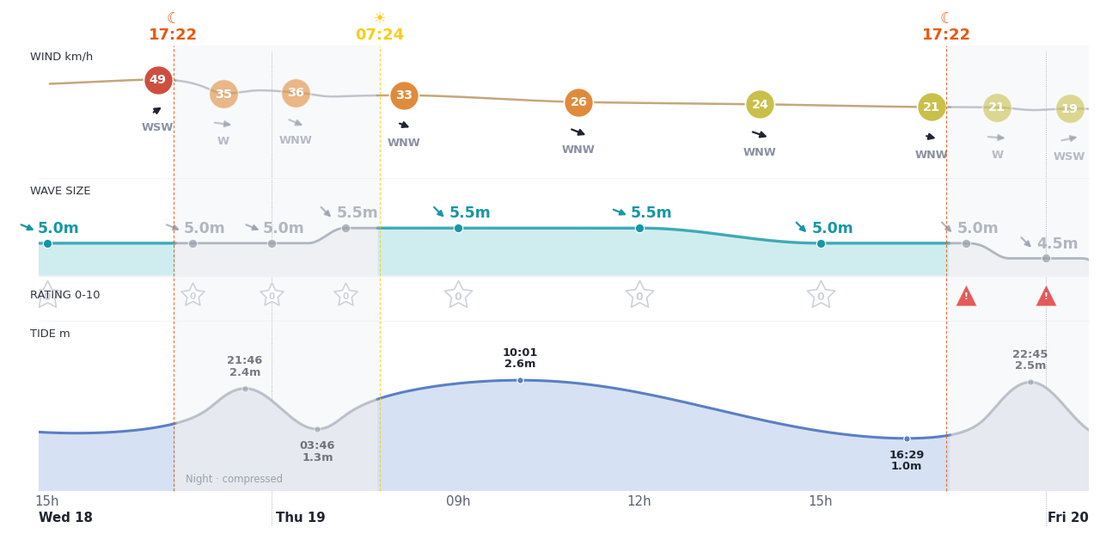 17:22
07:24
17:22
WIND km/h
49
35
36
33
26
24
21
21
19
WSW
W
WNW
WNW
WNW
WNW
WNW
W
WSW
WAVE SIZE
5.0m
5.0m
5.0m
5.5m
5.5m
5.5m
5.0m
5.0m
4.5m
RATING 0-10
0
0
0
0
0
0
!
!
TIDE m
21:46
2.4m
03:46
1.3m
10:01
2.6m
16:29
1.0m
22:45
2.5m
Night · compressed
15h
09h
12h
15h
Wed 18
Thu 19
Fri 20